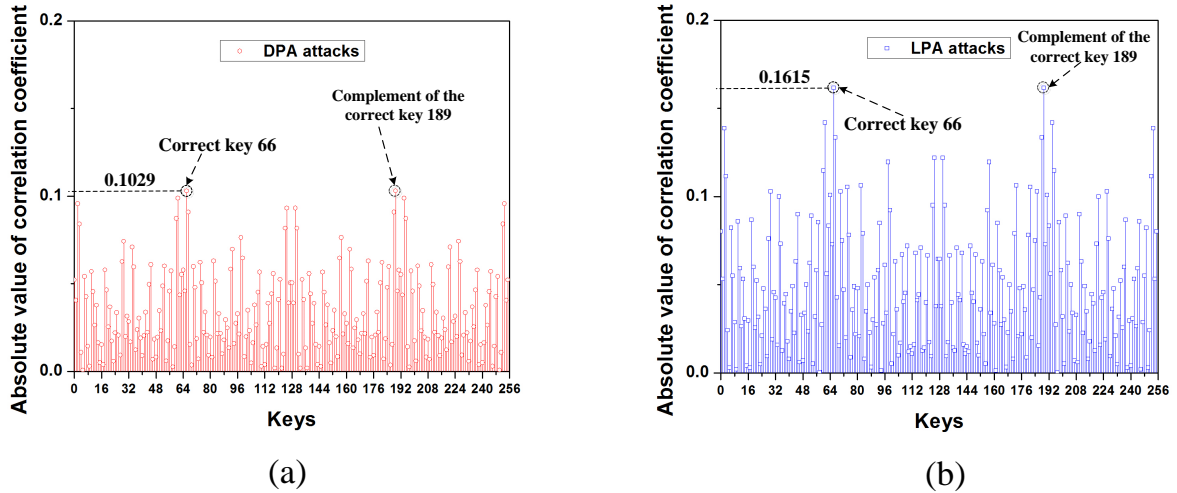 Absolute value of correlation coefficient
0.2
0.1
0.0
DPA attacks
Complement of the
correct key 189
Correct key 66
0.1029
0 16 32 48 64 80 96 112 128 144 160 176 192 208 224 240 256
Keys
(a)
Absolute value of correlation coefficient
0.2
0.1
0.0
LPA attacks
Complement of the
correct key 189
0.1615
Correct key 66
0 16 32 48 64 80 96 112 128 144 160 176 192 208 224 240 256
Keys
(b)